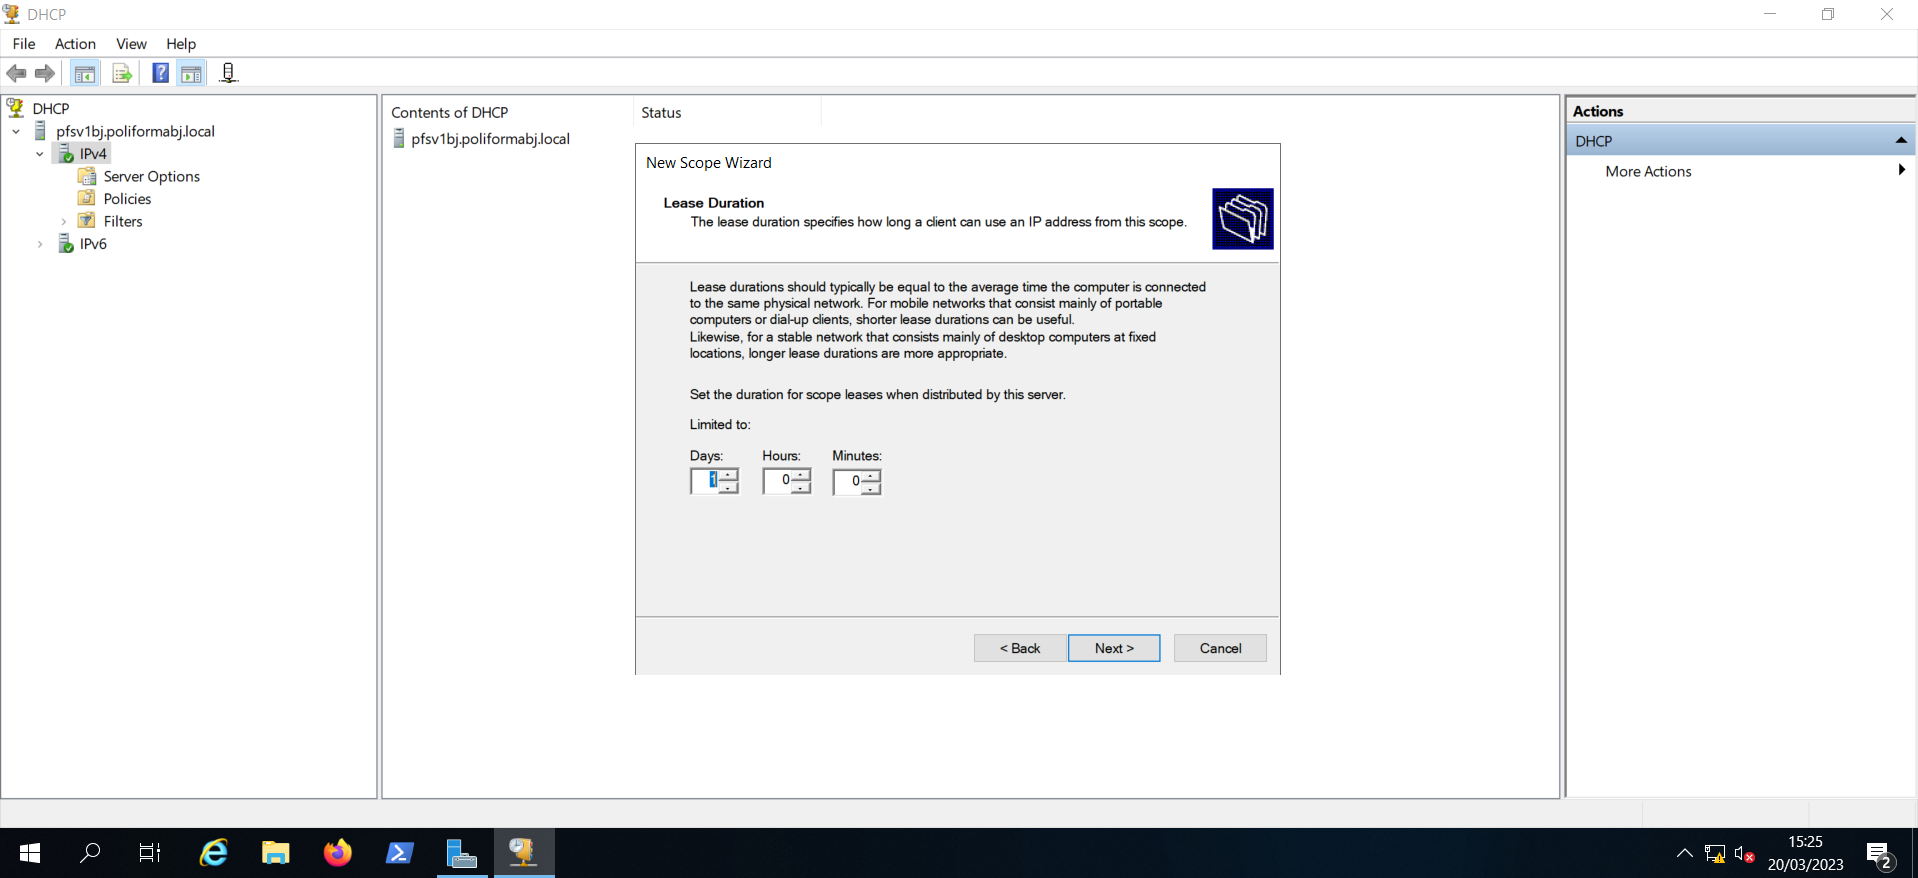 DHCP
File Action View Help
DHCP
pfsv1bj.poliformabj.local
IPv4
Server Options
Policies
Filters
IPv6
Contents of DHCP Status
pfsv1bj.poliformabj.local
New Scope Wizard
Lease Duration
The lease duration specifies how long a client can use an IP address from this scope.
Lease durations should typically be equal to the average time the computer is connected
to the same physical network. For mobile networks that consist mainly of portable
computers or dial-up clients, shorter lease durations can be useful.
Likewise, for a stable network that consists mainly of desktop computers at fixed
locations, longer lease durations are more appropriate.
Set the duration for scope leases when distributed by this server.
Limited to:
Days: Hours: Minutes:
1 0 0
< Back Next > Cancel
Actions
DHCP
More Actions
15:25
20/03/2023
2